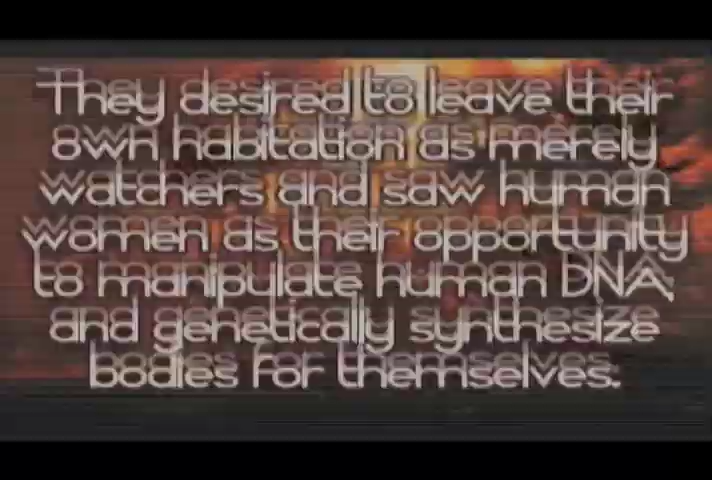 They desired to leave their
own habitation as merely
watchers and saw human
women as their opportunity
to manipulate human DNA,
and genetically synthesize
bodies for themselves.